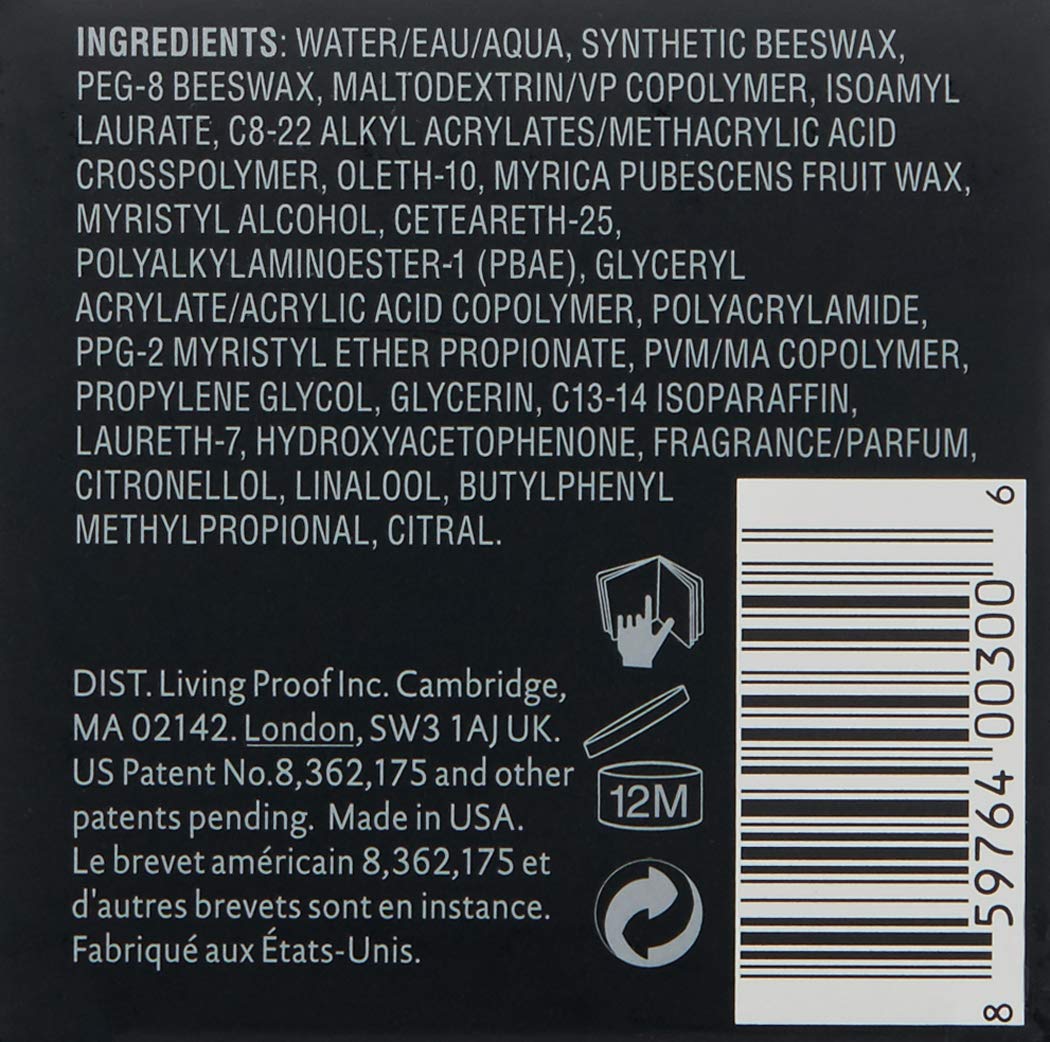 INGREDIENTS: WATER/EAU/AQUA, SYNTHETIC BEESWAX,
PEG-8 BEESWAX, MALTODEXTRIN/VP COPOLYMER, ISOAMYL
LAURATE, C8-22 ALKYL ACRYLATES/METHACRYLIC ACID
CROSSPOLYMER, OLETH-10, MYRICA PUBESCENS FRUIT WAX,
MYRISTYL ALCOHOL, CETEARETH-25,
POLYALKYLAMINOESTER-1 (PBAE), GLYCERYL
ACRYLATE/ACRYLIC ACID COPOLYMER, POLYACRYLAMIDE,
PPG-2 MYRISTYL ETHER PROPIONATE, PVM/MA COPOLYMER,
PROPYLENE GLYCOL, GLYCERIN, C13-14 ISOPARAFFIN,
LAURETH-7, HYDROXYACETOPHENONE, FRAGRANCE/PARFUM,
CITRONELLOL, LINALOOL, BUTYLPHENYL
METHYLPROPIONAL, CITRAL.
DIST. Living Proof Inc. Cambridge,
MA 02142. London, SW3 1AJ UK.
US Patent No.8,362,175 and other
patents pending. Made in USA.
Le brevet américain 8,362,175 et
d'autres brevets sont en instance.
Fabriqué aux États-Unis.
12M
8 59764 00300 6